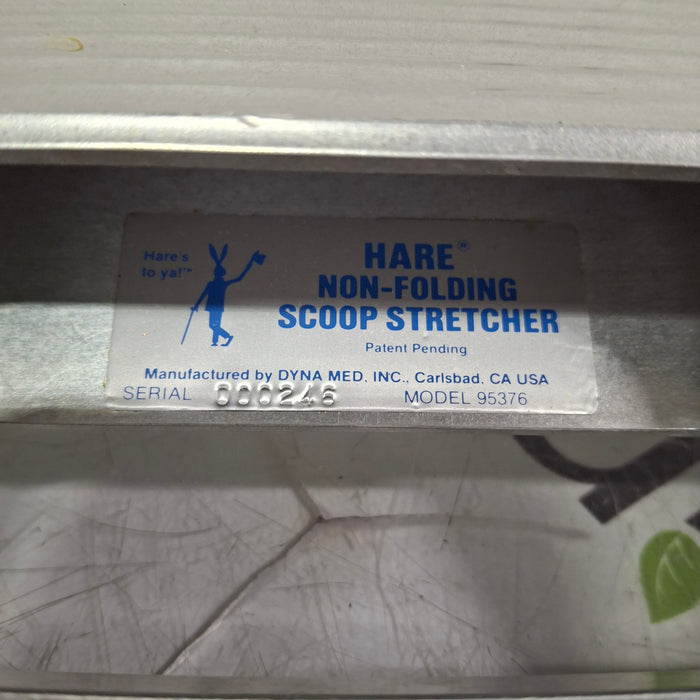 Hare's
to ya!™
HARE®
NON-FOLDING
SCOOP STRETCHER
Patent Pending
Manufactured by DYNA MED, INC., Carlsbad, CA USA
SERIAL 000246 MODEL 95376